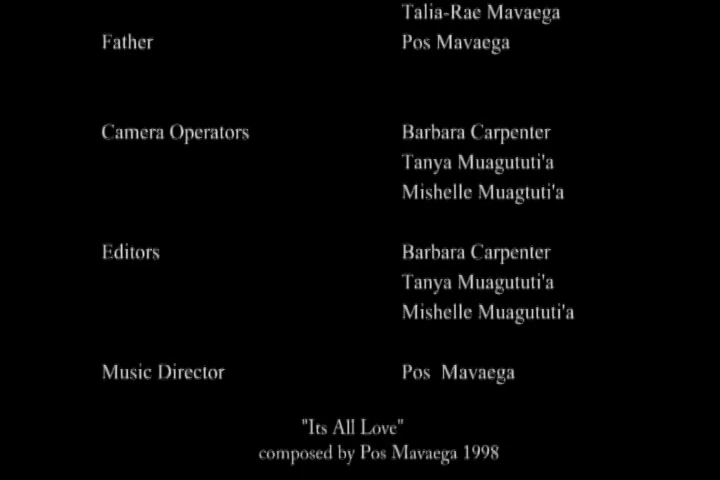 Talia-Rae Mavaega
Father Pos Mavaega
Camera Operators Barbara Carpenter
Tanya Muagututi'a
Mishelle Muagtuti'a
Editors Barbara Carpenter
Tanya Muagututi'a
Mishelle Muagututi'a
Music Director Pos Mavaega
"Its All Love"
composed by Pos Mavaega 1998